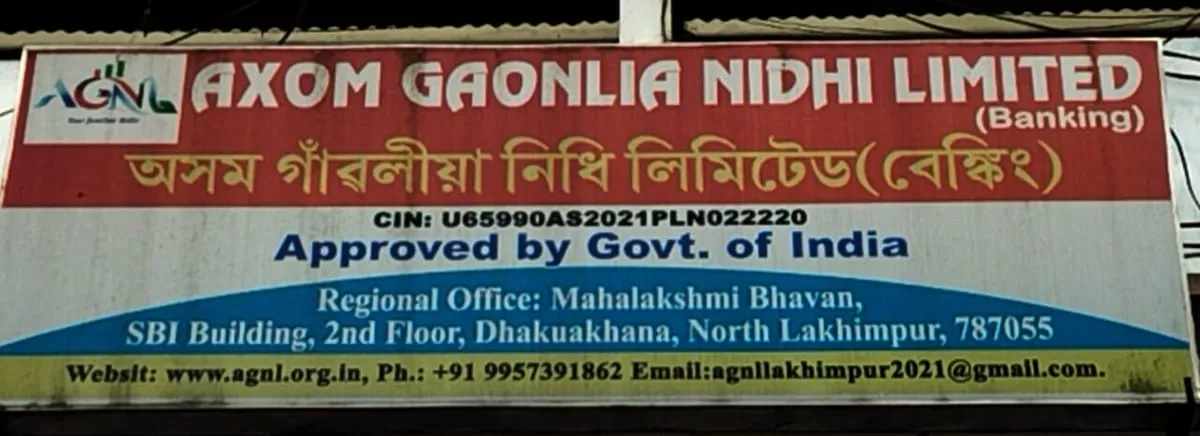 AGNL
AXOM GAONLIA NIDHI LIMITED
(Banking)
অসম গাঁৱলীয়া নিধি লিমিটেড(বেঙ্কিং)
CIN: U65990AS2021PLN022220
Approved by Govt. of India
Regional Office: Mahalakshmi Bhavan,
SBI Building, 2nd Floor, Dhakuakhana, North Lakhimpur, 787055
Websit: www.agnl.org.in, Ph.: +91 9957391862 Email:agnllakhimpur2021@gmail.com.